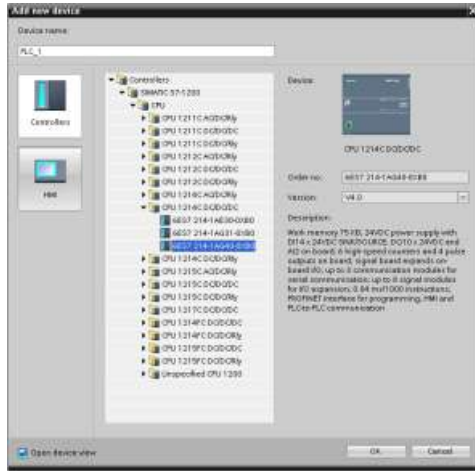 Add new device
Device name:
PLC_1
Controllers
HMI
Controllers
SIMATIC S7-1200
CPU
CPU 1211C AC/DC/Rly
CPU 1211C DC/DC/DC
CPU 1211C DC/DC/Rly
CPU 1212C AC/DC/Rly
CPU 1212C DC/DC/DC
CPU 1212C DC/DC/Rly
CPU 1214C AC/DC/Rly
CPU 1214C DC/DC/DC
6ES7 214-1AE30-0XB0
6ES7 214-1AG31-0XB0
6ES7 214-1AG40-0XB0
CPU 1214C DC/DC/Rly
CPU 1215C AC/DC/Rly
CPU 1215C DC/DC/DC
CPU 1215C DC/DC/Rly
CPU 1217C DC/DC/DC
CPU 1214FC DC/DC/DC
CPU 1214FC DC/DC/Rly
CPU 1215FC DC/DC/DC
CPU 1215FC DC/DC/Rly
Unspecified CPU 1200
Device:
CPU 1214C DC/DC/DC
Order no.:
6ES7 214-1AG40-0XB0
Version:
V4.0
Description:
Work memory 75 KB; 24VDC power supply with
DI14 x 24VDC SINK/SOURCE, DQ10 x 24VDC and
AI2 on board; 6 high-speed counters and 4 pulse
outputs on board; signal board expands on-
board I/O; up to 3 communication modules for
serial communication; up to 8 signal modules
for I/O expansion; 0.04 ms/1000 instructions;
PROFINET interface for programming, HMI and
PLC-to-PLC communication
Open device view
OK
Cancel